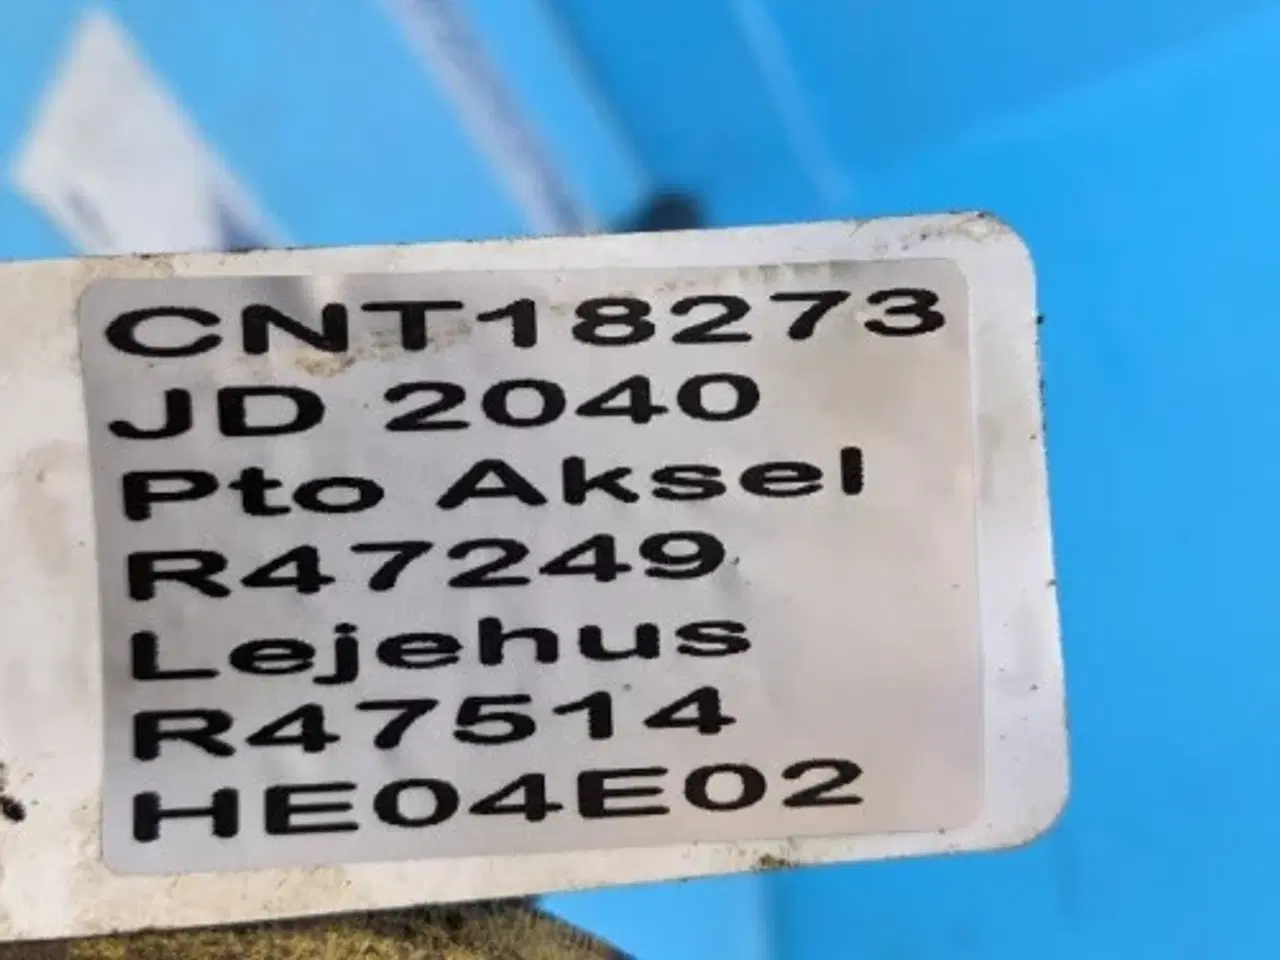 CNT18273
JD 2040
Pto Aksel
R47249
Lejehus
R47514
HE04E02